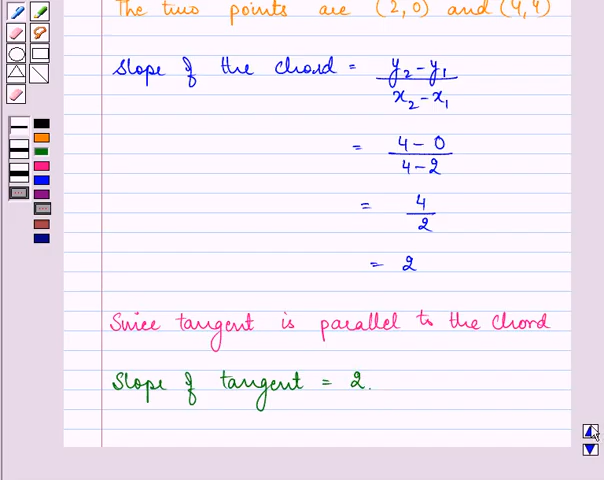 The two points are (2,0) and (4,4)
Slope of the chord = y₂-y₁ / x₂-x₁
= 4-0 / 4-2
= 4 / 2
= 2
Since tangent is parallel to the chord
Slope of tangent = 2.